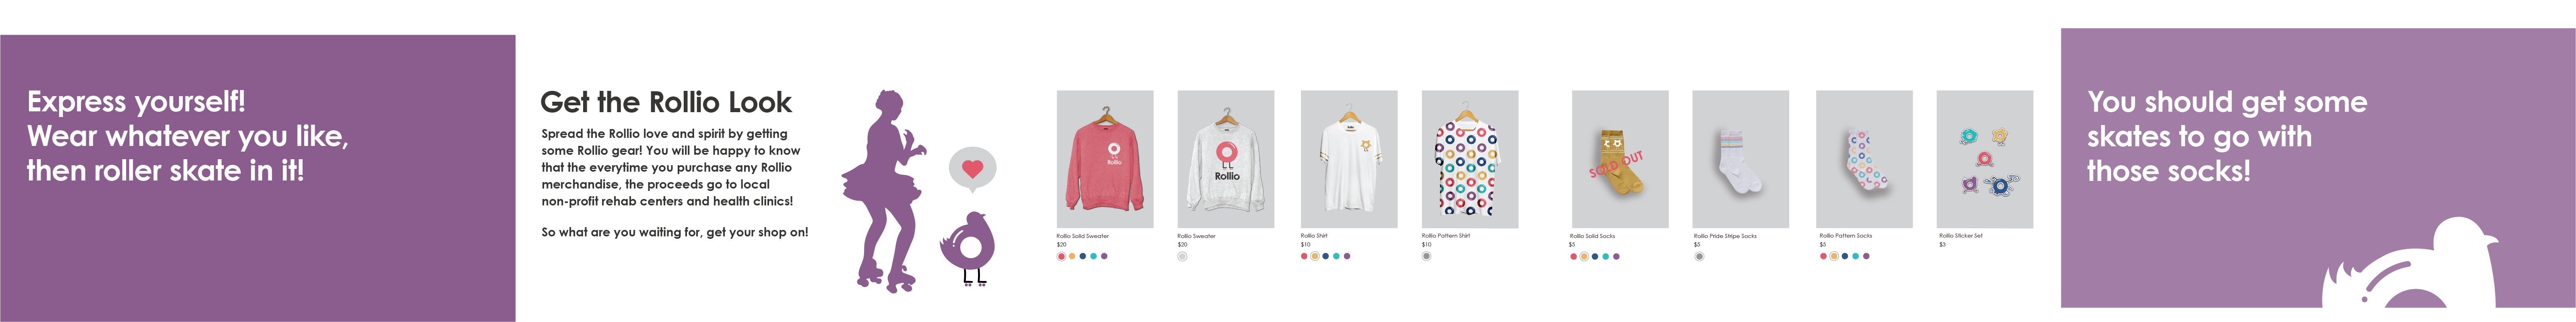 Express yourself!
Wear whatever you like,
then roller skate in it!
Get the Rollio Look
Spread the Rollio love and spirit by getting
some Rollio gear! You will be happy to know
that the everytime you purchase any Rollio
merchandise, the proceeds go to local
non-profit rehab centers and health clinics!
So what are you waiting for, get your shop on!
Rollio
Rollio Solid Sweater
$20
Rollio
Rollio Sweater
$20
Rollio Shirt
$10
Rollio Pattern Shirt
$10
SOLD OUT
Rollio Solid Socks
$5
Rollio Pride Stripe Socks
$5
Rollio Pattern Socks
$5
Rollio Sticker Set
$3
You should get some
skates to go with
those socks!